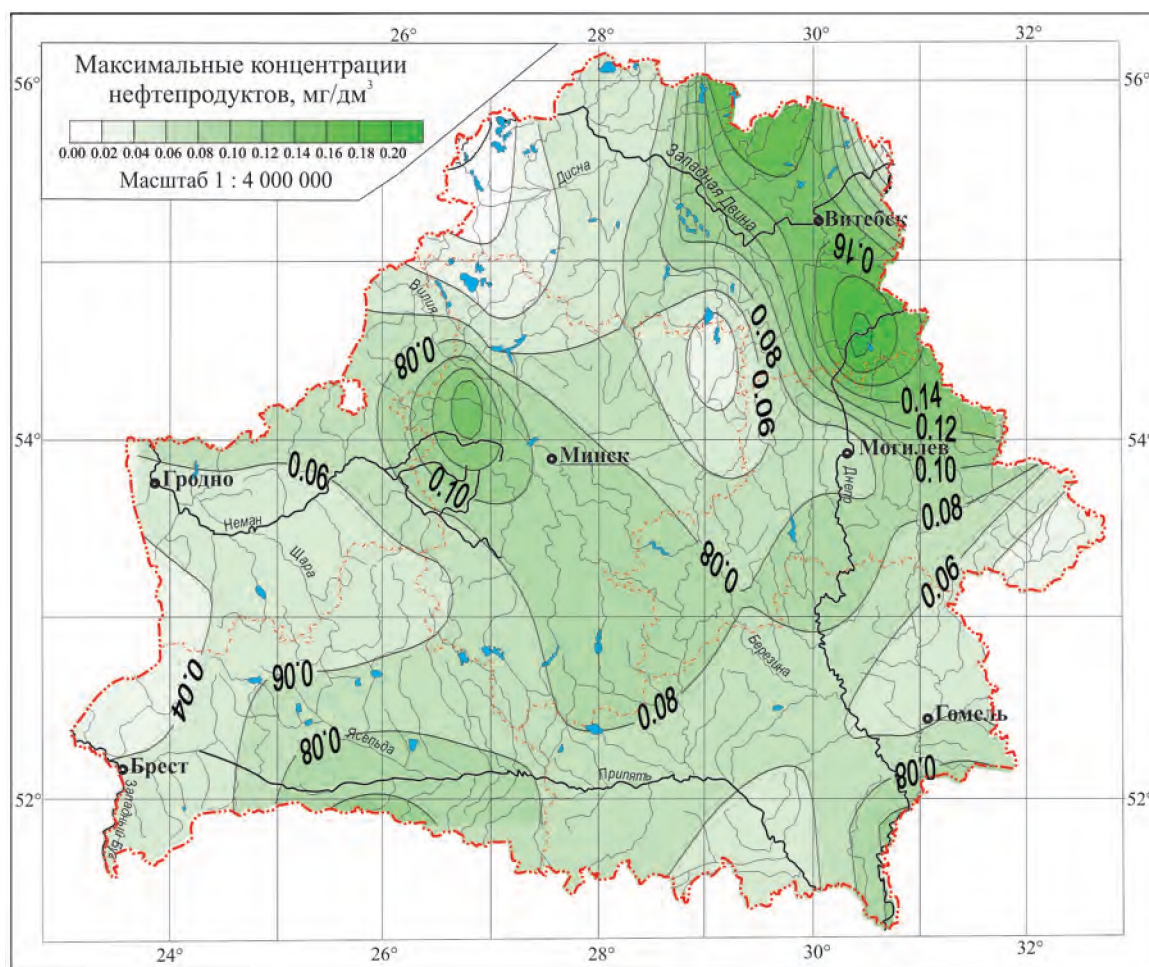 26° 28° 30° 32°
56° 56°
Максимальные концентрации
нефтепродуктов, мг/дм³
0.00 0.02 0.04 0.06 0.08 0.10 0.12 0.14 0.16 0.18 0.20
Масштаб 1 : 4 000 000
Дисна
Западная Двина
Витебск
0.16
Вилия
0.08
0.08
0.06
0.14
0.12
54° 54°
Минск
Могилев
0.10
0.06
0.10
Гродно
Днепр
0.08
Неман
Щара
0.08
0.06
Березина
0.06
0.04
0.08
Гомель
0.08
Ясельда
Брест
Припять
0.08
52° 52°
Западный Буг
24° 26° 28° 30° 32°